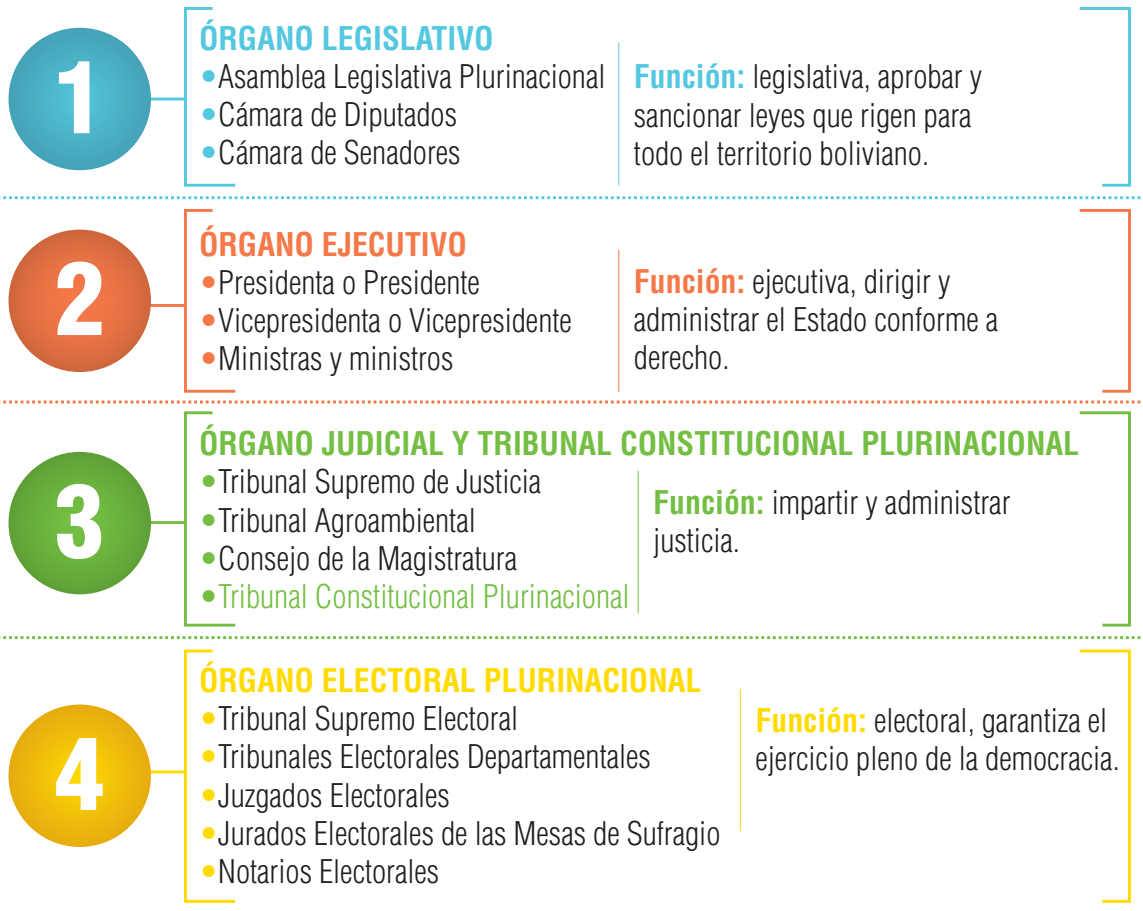 1
ÓRGANO LEGISLATIVO
•Asamblea Legislativa Plurinacional
•Cámara de Diputados
•Cámara de Senadores
Función: legislativa, aprobar y
sancionar leyes que rigen para
todo el territorio boliviano.
2
ÓRGANO EJECUTIVO
•Presidenta o Presidente
•Vicepresidenta o Vicepresidente
•Ministras y ministros
Función: ejecutiva, dirigir y
administrar el Estado conforme a
derecho.
3
ÓRGANO JUDICIAL Y TRIBUNAL CONSTITUCIONAL PLURINACIONAL
•Tribunal Supremo de Justicia
•Tribunal Agroambiental
•Consejo de la Magistratura
•Tribunal Constitucional Plurinacional
Función: impartir y administrar
justicia.
4
ÓRGANO ELECTORAL PLURINACIONAL
•Tribunal Supremo Electoral
•Tribunales Electorales Departamentales
•Juzgados Electorales
•Jurados Electorales de las Mesas de Sufragio
•Notarios Electorales
Función: electoral, garantiza el
ejercicio pleno de la democracia.